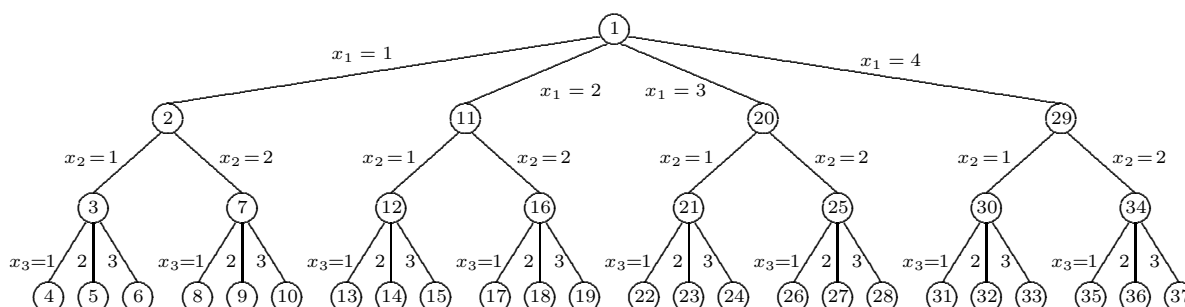 1
x₁ = 1
x₁ = 2 x₁ = 3
x₁ = 4
2 11 20 29
x₂ = 1 x₂ = 2 x₂ = 1 x₂ = 2 x₂ = 1 x₂ = 2 x₂ = 1 x₂ = 2
3 7 12 16 21 25 30 34
x₃=1 2 3 x₃=1 2 3 x₃=1 2 3 x₃=1 2 3 x₃=1 2 3 x₃=1 2 3 x₃=1 2 3 x₃=1 2 3
4 5 6 8 9 10 13 14 15 17 18 19 22 23 24 26 27 28 31 32 33 35 36 37